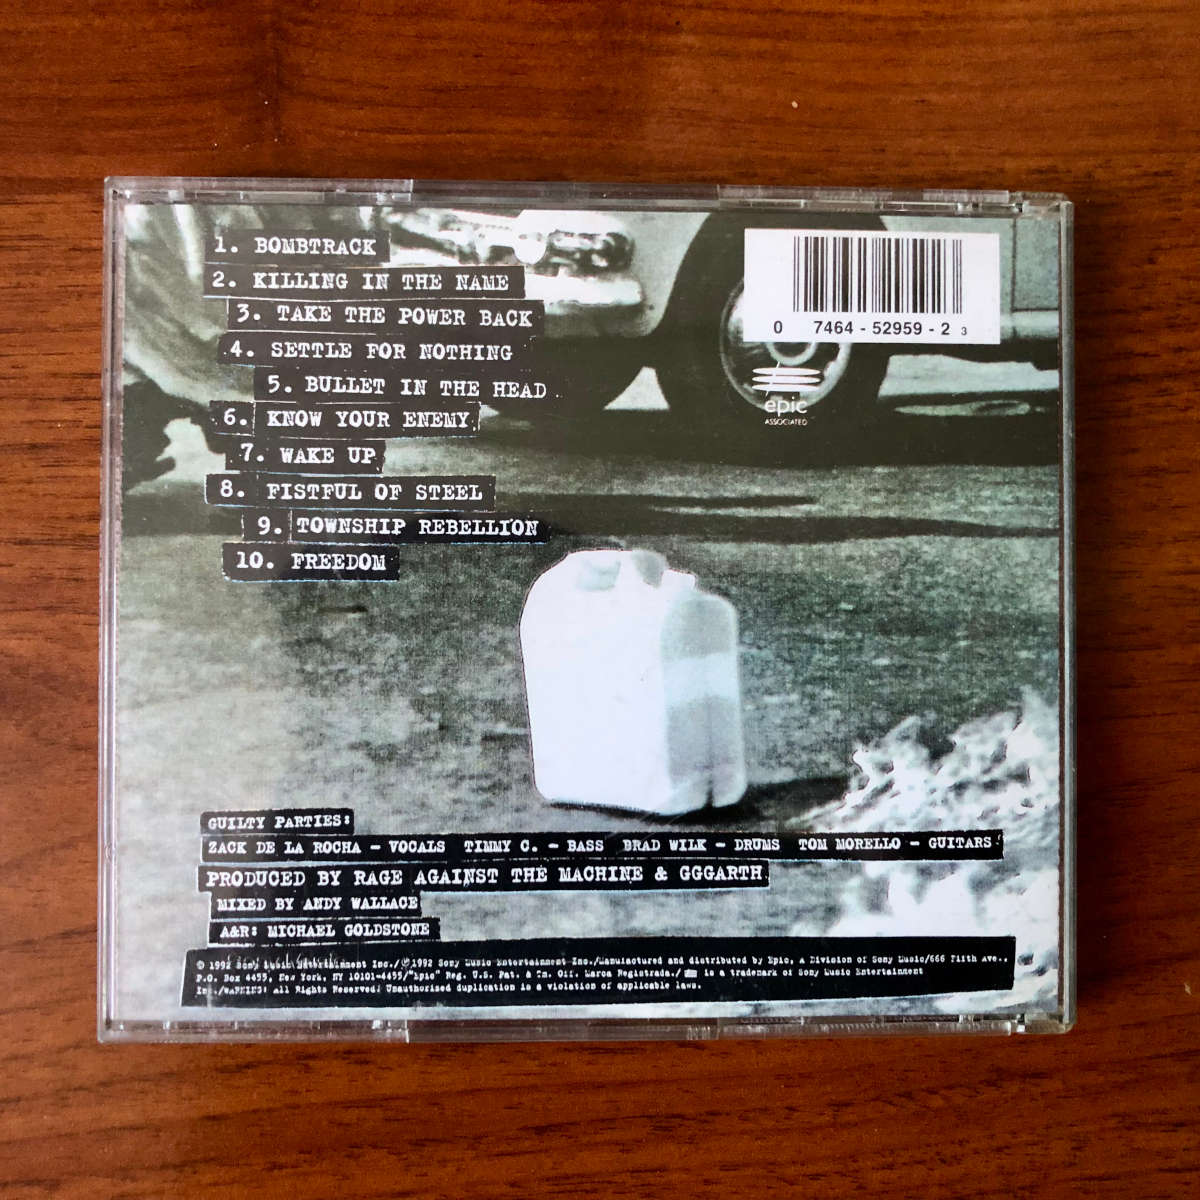 1. BOMBTRACK
2. KILLING IN THE NAME
3. TAKE THE POWER BACK
4. SETTLE FOR NOTHING
5. BULLET IN THE HEAD
6. KNOW YOUR ENEMY
7. WAKE UP
8. FISTFUL OF STEEL
9. TOWNSHIP REBELLION
10. FREEDOM
0 7464-52959-2 3
epic
ASSOCIATED
GUILTY PARTIES:
ZACK DE LA ROCHA - VOCALS TIMMY C. - BASS BRAD WILK - DRUMS TOM MORELLO - GUITARS
PRODUCED BY RAGE AGAINST THE MACHINE & GGGARTH
MIXED BY ANDY WALLACE
A&R: MICHAEL GOLDSTONE
© 1992 Sony Music Entertainment Inc./℗1992 Sony Music Entertainment Inc./Manufactured and distributed by Epic, A Division of Sony Music/666 Fifth Ave.,
P.O. Box 4455, New York, NY 10101-4455/"Epic" Reg. U.S. Pat. & Tm. Off. Marca Registrada./ is a trademark of Sony Music Entertainment
Inc./WARNING: All Rights Reserved. Unauthorized duplication is a violation of applicable laws.